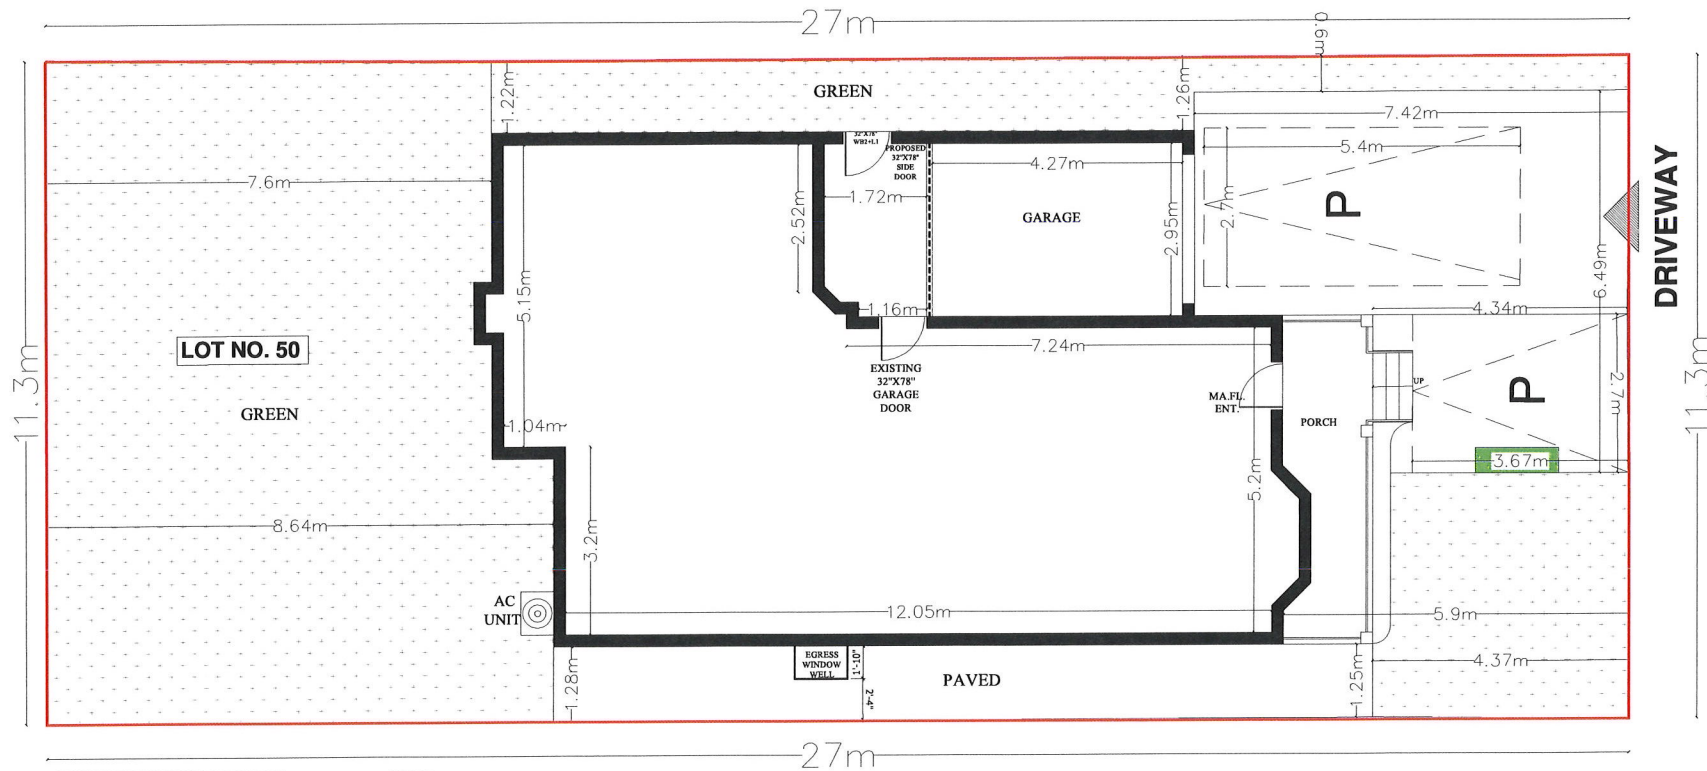 27m
0.6m
1.22m
GREEN
1.26m
7.42m
32"X78"
WB2+L1
PROPOSED
32"X78"
SIDE
DOOR
5.4m
4.27m
7.6m
1.72m
P
2.7m
GARAGE
2.52m
2.95m
DRIVEWAY
6.49m
5.15m
1.16m
4.34m
LOT NO. 50
7.24m
11.3m
11.3m
EXISTING
32"X78"
GARAGE
DOOR
UP
P
2.7m
MA.FL.
ENT.
GREEN
PORCH
1.04m
3.67m
5.2m
8.64m
3.2m
AC
UNIT
12.05m
5.9m
EGRESS
WINDOW
WELL
1'-10"
4.37m
PAVED
1.28m
2'-4"
1.25m
27m